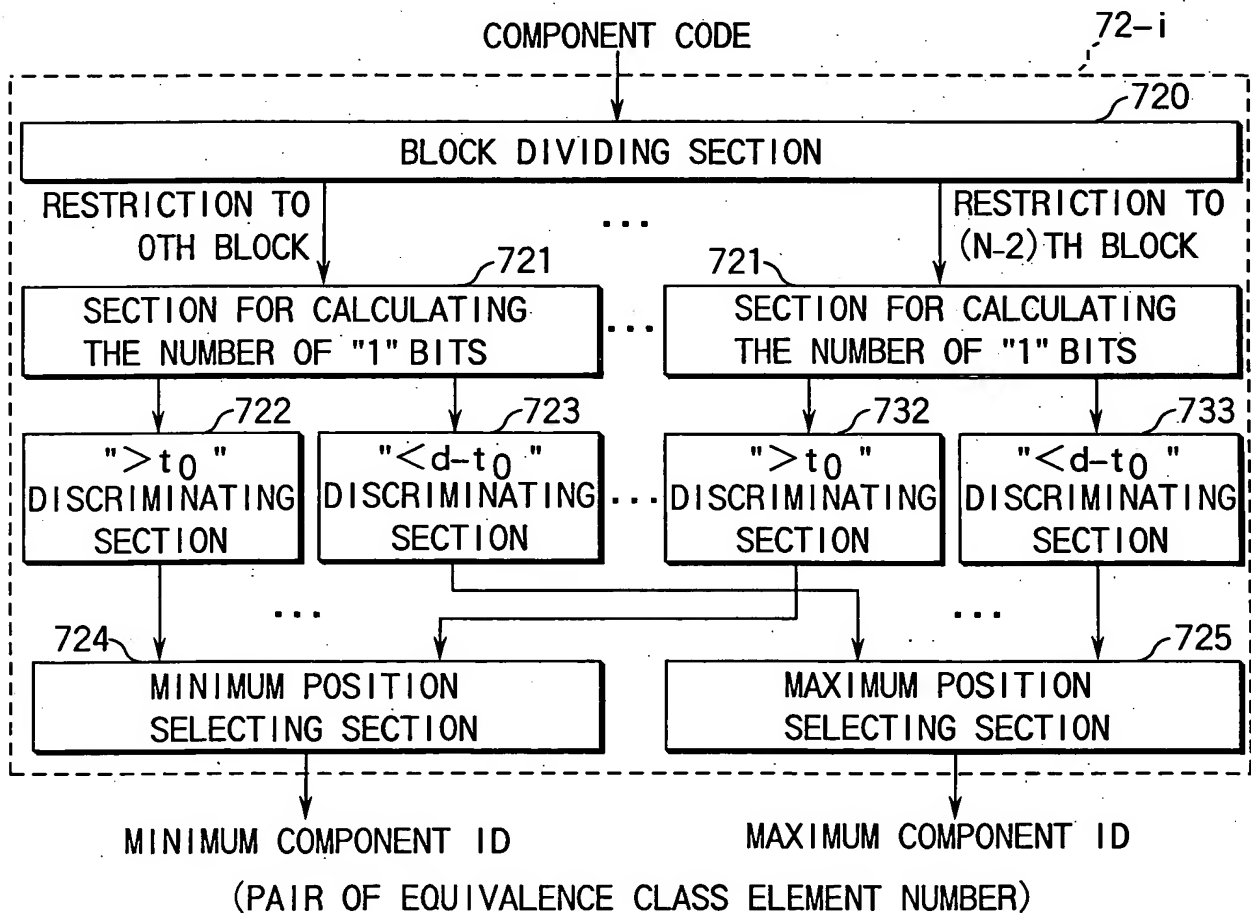 COMPONENT CODE
72-i
720
BLOCK DIVIDING SECTION
RESTRICTION TO
0TH BLOCK
...
RESTRICTION TO
(N-2)TH BLOCK
721
721
SECTION FOR CALCULATING
THE NUMBER OF "1" BITS
...
SECTION FOR CALCULATING
THE NUMBER OF "1" BITS
722
723
732
733
">t0"
DISCRIMINATING
SECTION
"<d-t0"
DISCRIMINATING
SECTION
...
">t0"
DISCRIMINATING
SECTION
"<d-t0"
DISCRIMINATING
SECTION
...
...
724
725
MINIMUM POSITION
SELECTING SECTION
MAXIMUM POSITION
SELECTING SECTION
MINIMUM COMPONENT ID
MAXIMUM COMPONENT ID
(PAIR OF EQUIVALENCE CLASS ELEMENT NUMBER)